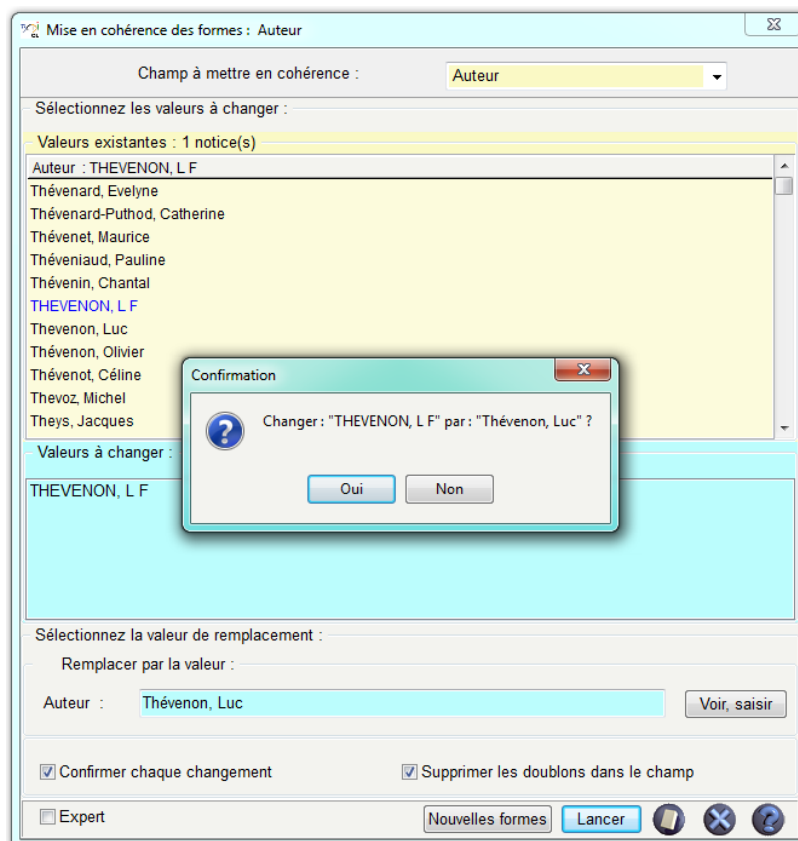 Mise en cohérence des formes : Auteur
Champ à mettre en cohérence :
Auteur
Sélectionnez les valeurs à changer :
Valeurs existantes : 1 notice(s)
Auteur : THEVENON, L F
Thévenard, Evelyne
Thévenard-Puthod, Catherine
Thévenet, Maurice
Théveniaud, Pauline
Thévenin, Chantal
THEVENON, L F
Thevenon, Luc
Thévenon, Olivier
Thévenot, Céline
Thevoz, Michel
Theys, Jacques
Confirmation
Changer : "THEVENON, L F" par : "Thévenon, Luc" ?
Oui
Non
Valeurs à changer :
THEVENON, L F
Sélectionnez la valeur de remplacement :
Remplacer par la valeur :
Auteur :
Thévenon, Luc
Voir, saisir
Confirmer chaque changement
Supprimer les doublons dans le champ
Expert
Nouvelles formes
Lancer